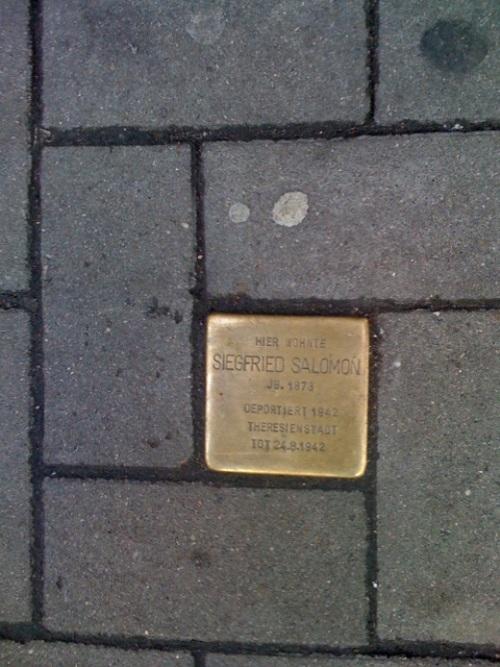 HIER WOHNTE
SIEGFRIED SALOMON
JG. 1873
DEPORTIERT 1942
THERESIENSTADT
TOT 24.8.1942